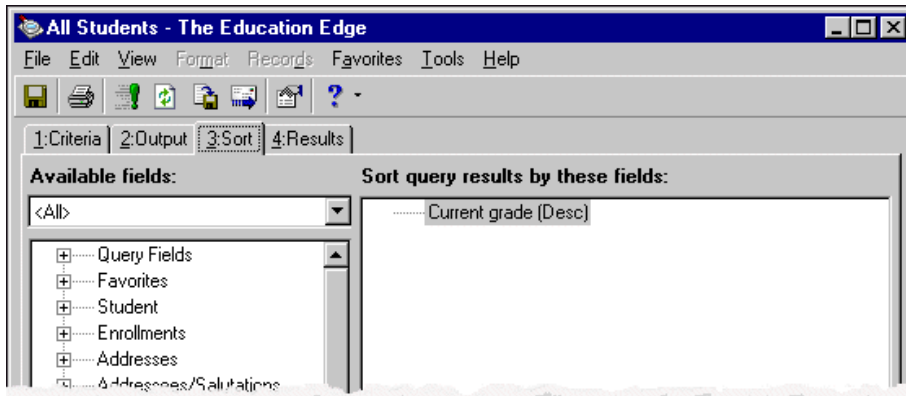 All Students - The Education Edge
File Edit View Format Records Favorites Tools Help
1:Criteria 2:Output 3:Sort 4:Results
Available fields:
Sort query results by these fields:
<All>
Current grade (Desc)
Query Fields
Favorites
Student
Enrollments
Addresses
Addressees/Salutations